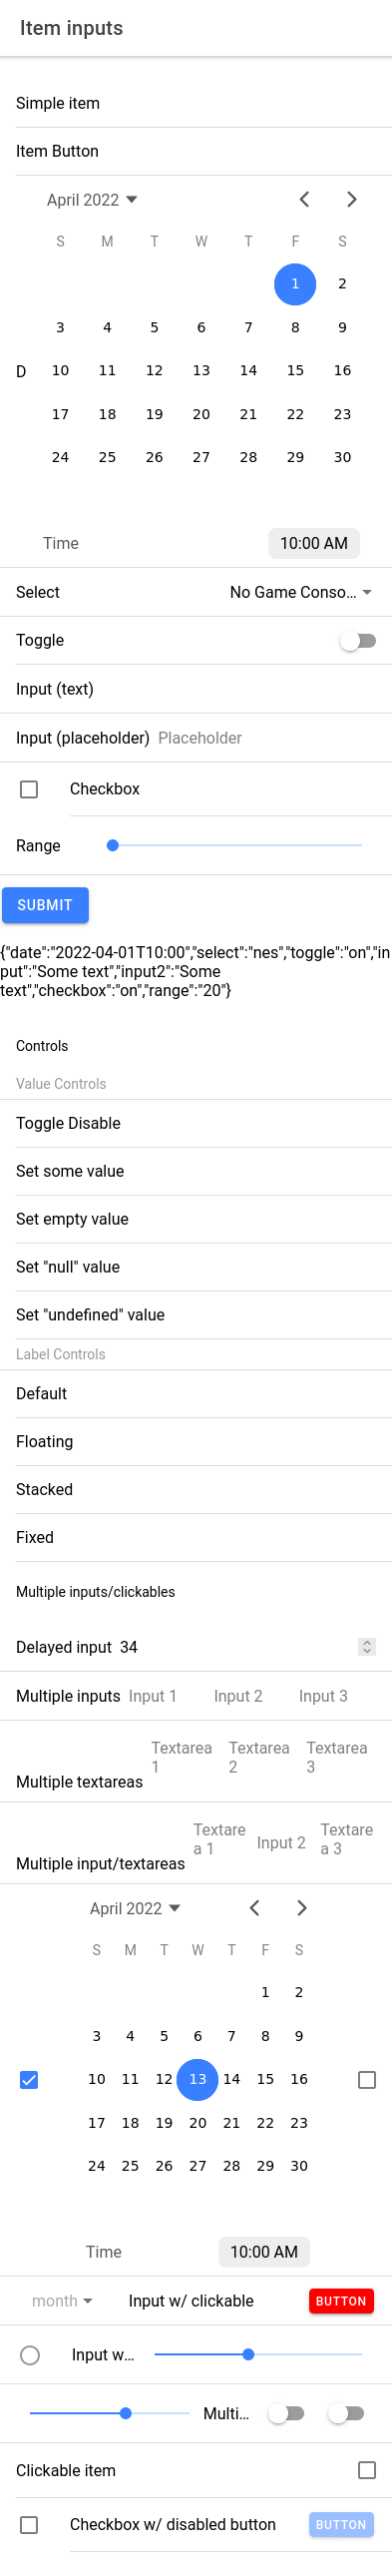 Item inputs
Simple item
Item Button
April 2022
S M T W T F S
1 2
3 4 5 6 7 8 9
D 10 11 12 13 14 15 16
17 18 19 20 21 22 23
24 25 26 27 28 29 30
Time 10:00 AM
Select No Game Conso...
Toggle
Input (text)
Input (placeholder) Placeholder
Checkbox
Range
SUBMIT
{"date":"2022-04-01T10:00","select":"nes","toggle":"on","in
put":"Some text","input2":"Some
text","checkbox":"on","range":"20"}
Controls
Value Controls
Toggle Disable
Set some value
Set empty value
Set "null" value
Set "undefined" value
Label Controls
Default
Floating
Stacked
Fixed
Multiple inputs/clickables
Delayed input 34
Multiple inputs Input 1 Input 2 Input 3
Textarea Textarea Textarea
1 2 3
Multiple textareas
Textare Textare
a 1 Input 2 a 3
Multiple input/textareas
April 2022
S M T W T F S
1 2
3 4 5 6 7 8 9
10 11 12 13 14 15 16
17 18 19 20 21 22 23
24 25 26 27 28 29 30
Time 10:00 AM
month Input w/ clickable BUTTON
Input w...
Multi...
Clickable item
Checkbox w/ disabled button BUTTON